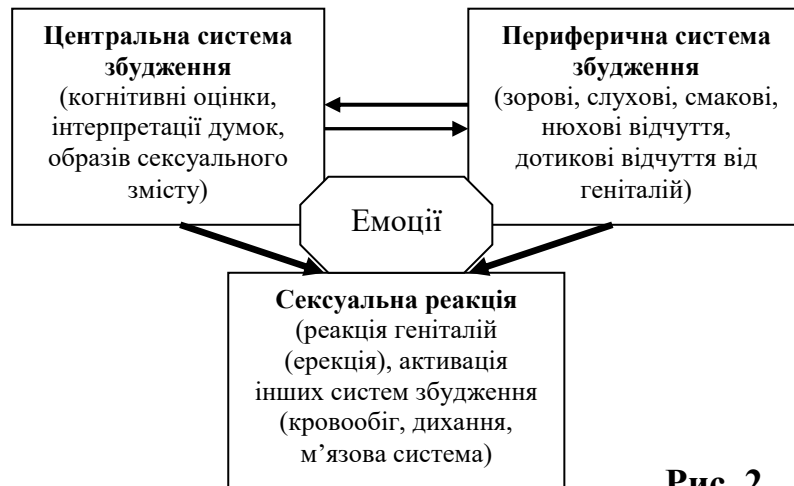 Центральна система
збудження
(когнітивні оцінки,
інтерпретації думок,
образів сексуального
змісту)
Периферична система
збудження
(зорові, слухові, смакові,
нюхові відчуття,
дотикові відчуття від
геніталій)
Емоції
Сексуальна реакція
(реакція геніталій
(ерекція), активація
інших систем збудження
(кровообіг, дихання,
м’язова система)
Рис. 2